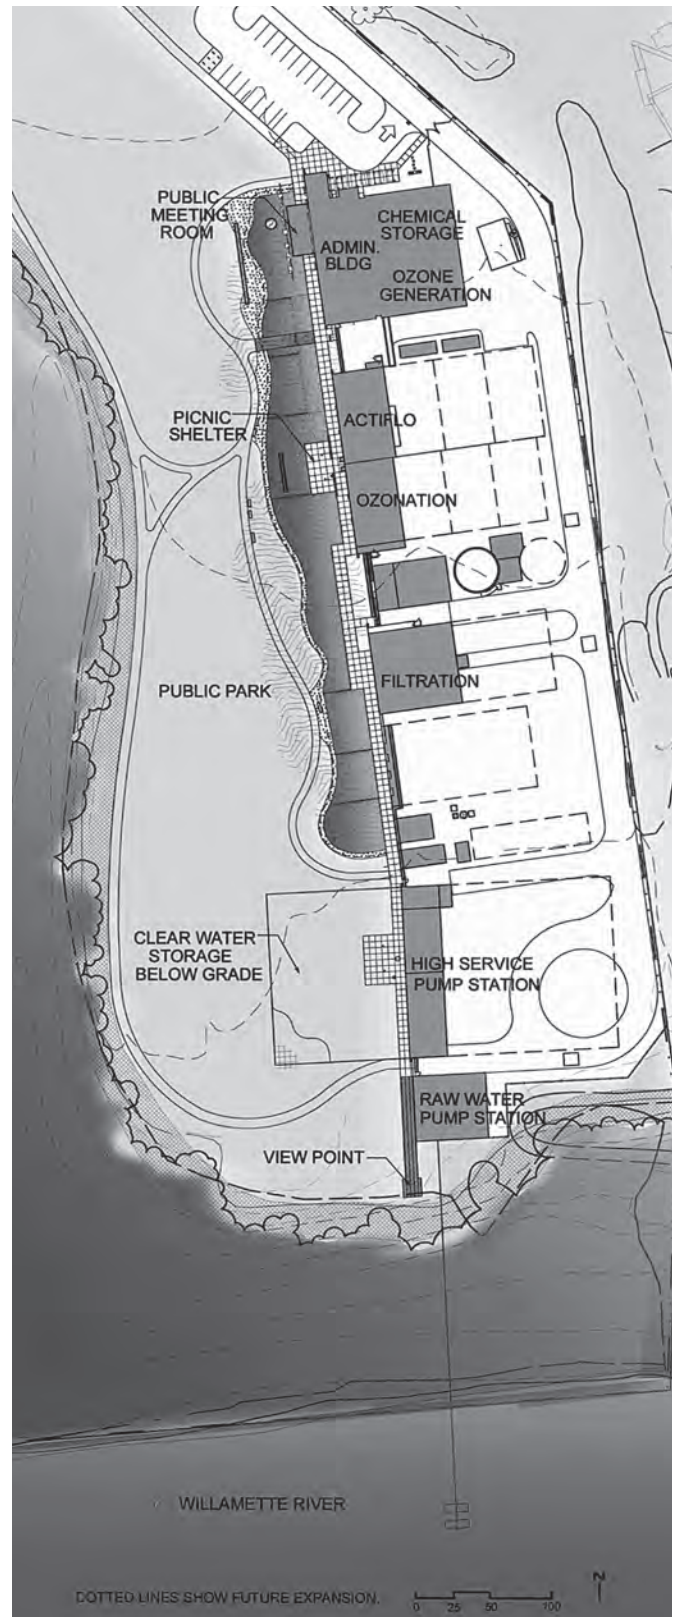 PUBLIC
MEETING
ROOM
CHEMICAL
STORAGE
ADMIN.
BLDG
OZONE
GENERATION
PICNIC
SHELTER
ACTIFLO
OZONATION
PUBLIC PARK
FILTRATION
CLEAR WATER
STORAGE
BELOW GRADE
HIGH SERVICE
PUMP STATION
RAW WATER
PUMP STATION
VIEW POINT
WILLAMETTE RIVER
DOTTED LINES SHOW FUTURE EXPANSION.
0 25 50 100
N